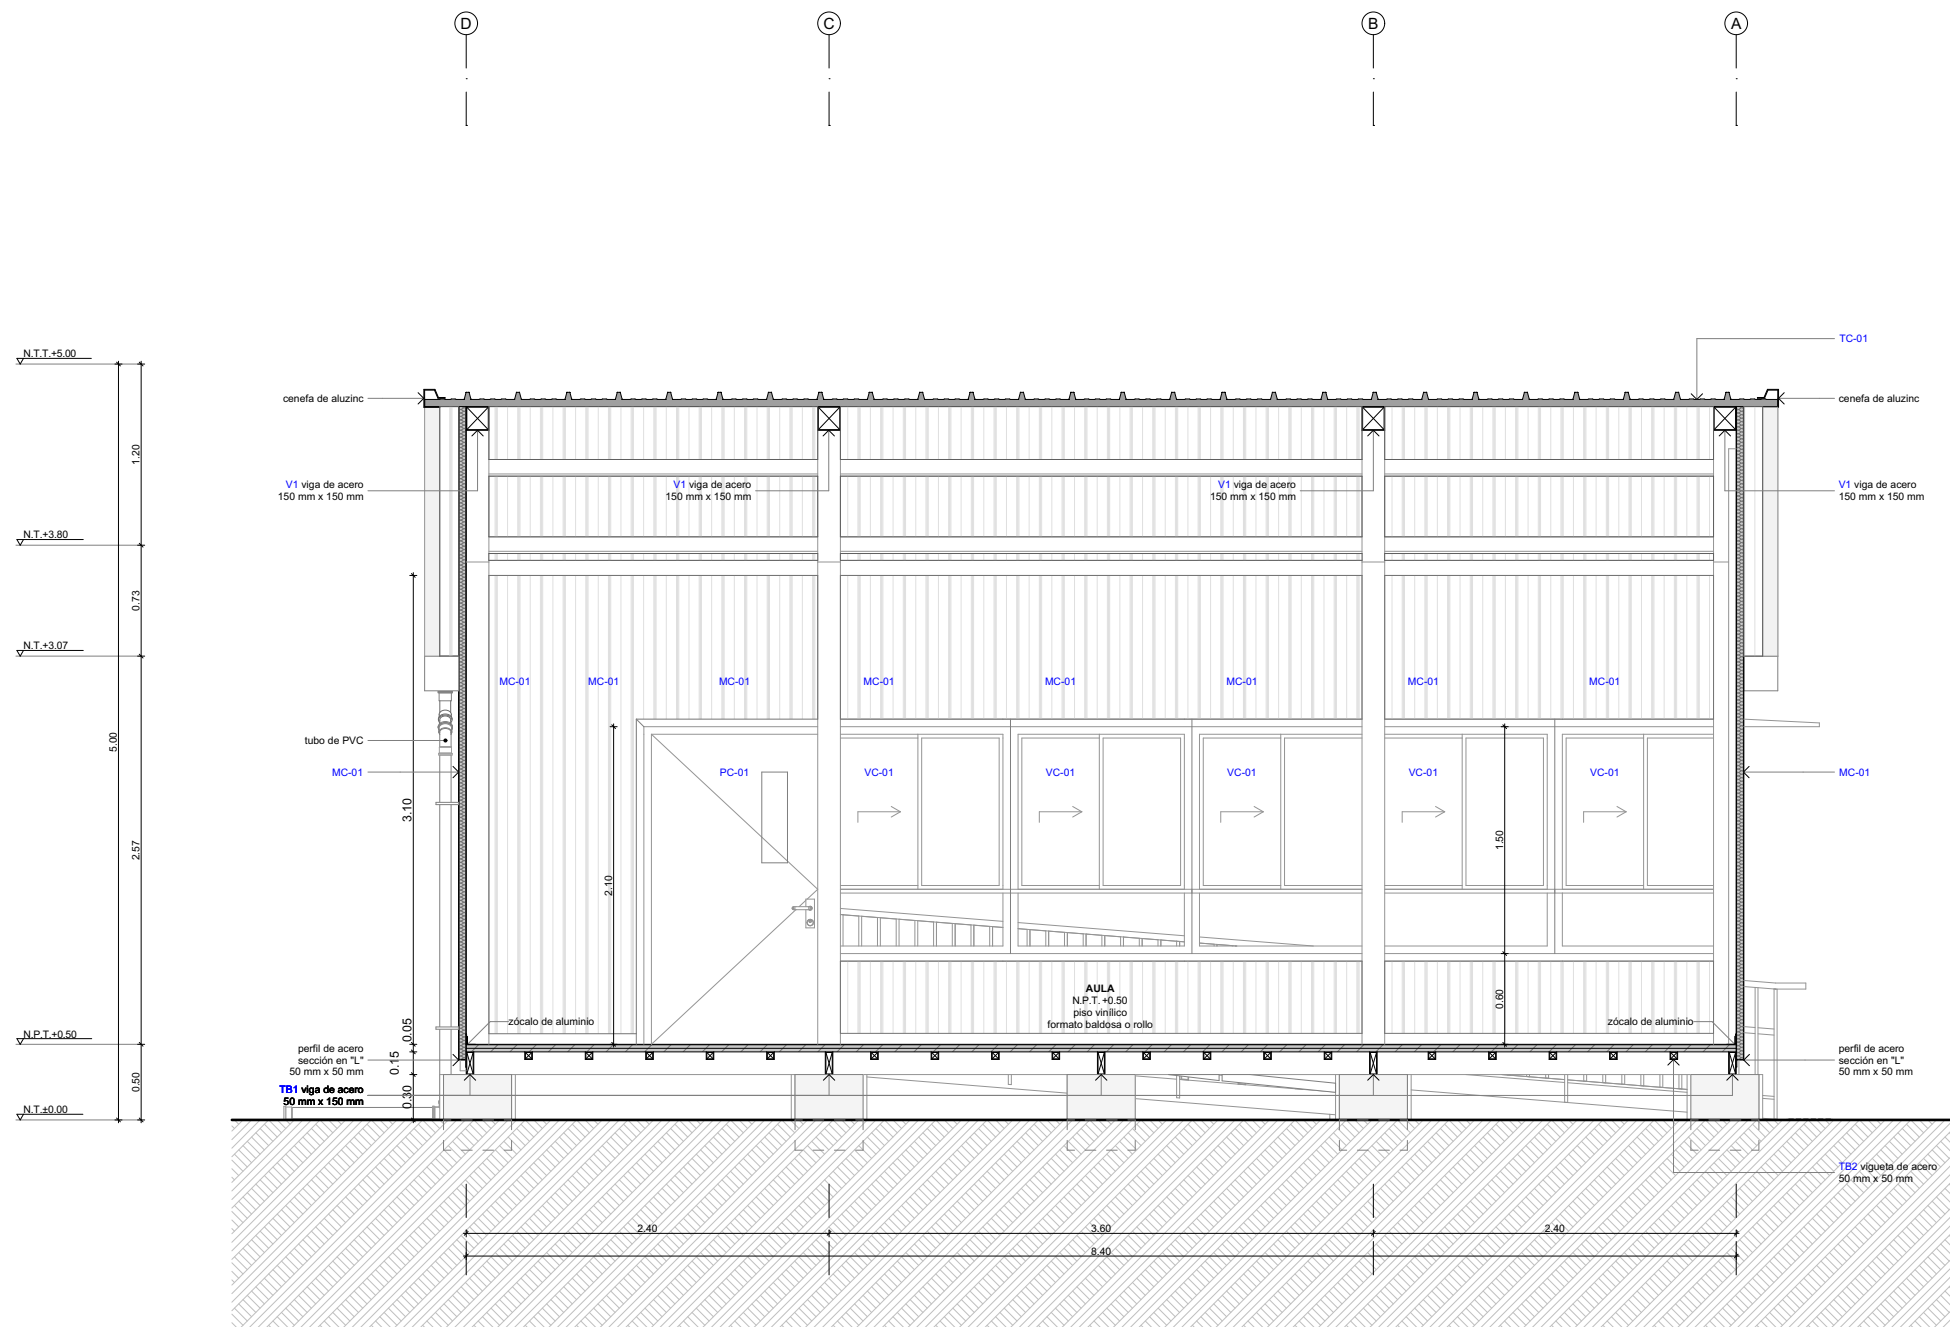 D
C
B
A
N.T.T.+5.00
TC-01
cenefa de aluzinc
cenefa de aluzinc
1.20
V1 viga de acero
150 mm x 150 mm
V1 viga de acero
150 mm x 150 mm
V1 viga de acero
150 mm x 150 mm
V1 viga de acero
150 mm x 150 mm
N.T.+3.80
0.73
N.T.+3.07
MC-01
MC-01
MC-01
MC-01
MC-01
MC-01
MC-01
MC-01
tubo de PVC
5.00
MC-01
PC-01
VC-01
VC-01
VC-01
VC-01
VC-01
MC-01
3.10
2.57
2.10
1.50
AULA
N.P.T. +0.50
piso vinílico
formato baldosa o rollo
0.60
zócalo de aluminio
zócalo de aluminio
N.P.T.+0.50
0.05
perfil de acero
sección en "L"
50 mm x 50 mm
0.15
perfil de acero
sección en "L"
50 mm x 50 mm
0.50
TB1 viga de acero
50 mm x 150 mm
0.30
N.T.±0.00
TB2 vigueta de acero
50 mm x 50 mm
2.40
3.60
2.40
8.40